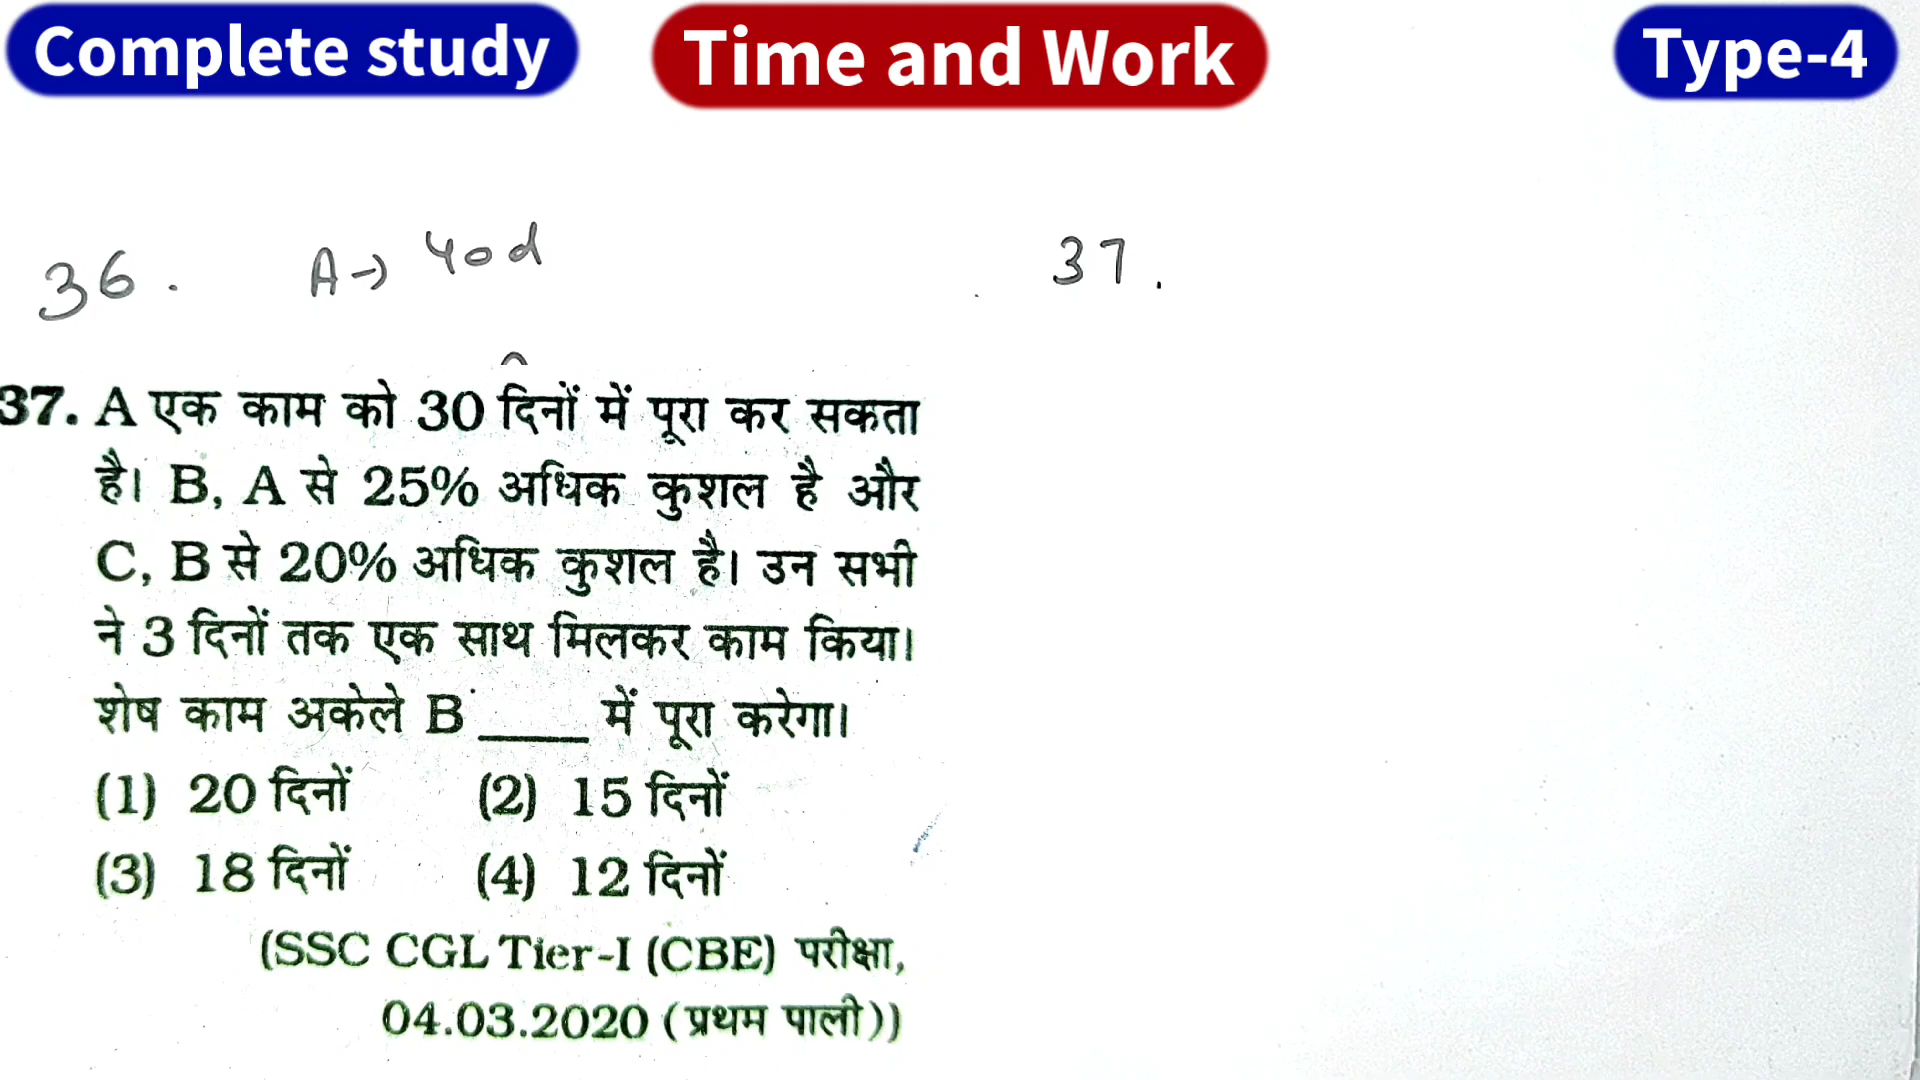 Complete study
Time and Work
Type-4
36. A→ 40d
37.
37. A एक काम को 30 दिनों में पूरा कर सकता
है। B, A से 25% अधिक कुशल है और
C, B से 20% अधिक कुशल है। उन सभी
ने 3 दिनों तक एक साथ मिलकर काम किया।
शेष काम अकेले B ____ में पूरा करेगा।
(1) 20 दिनों (2) 15 दिनों
(3) 18 दिनों (4) 12 दिनों
(SSC CGL Tier-I (CBE) परीक्षा,
04.03.2020 (प्रथम पाली))